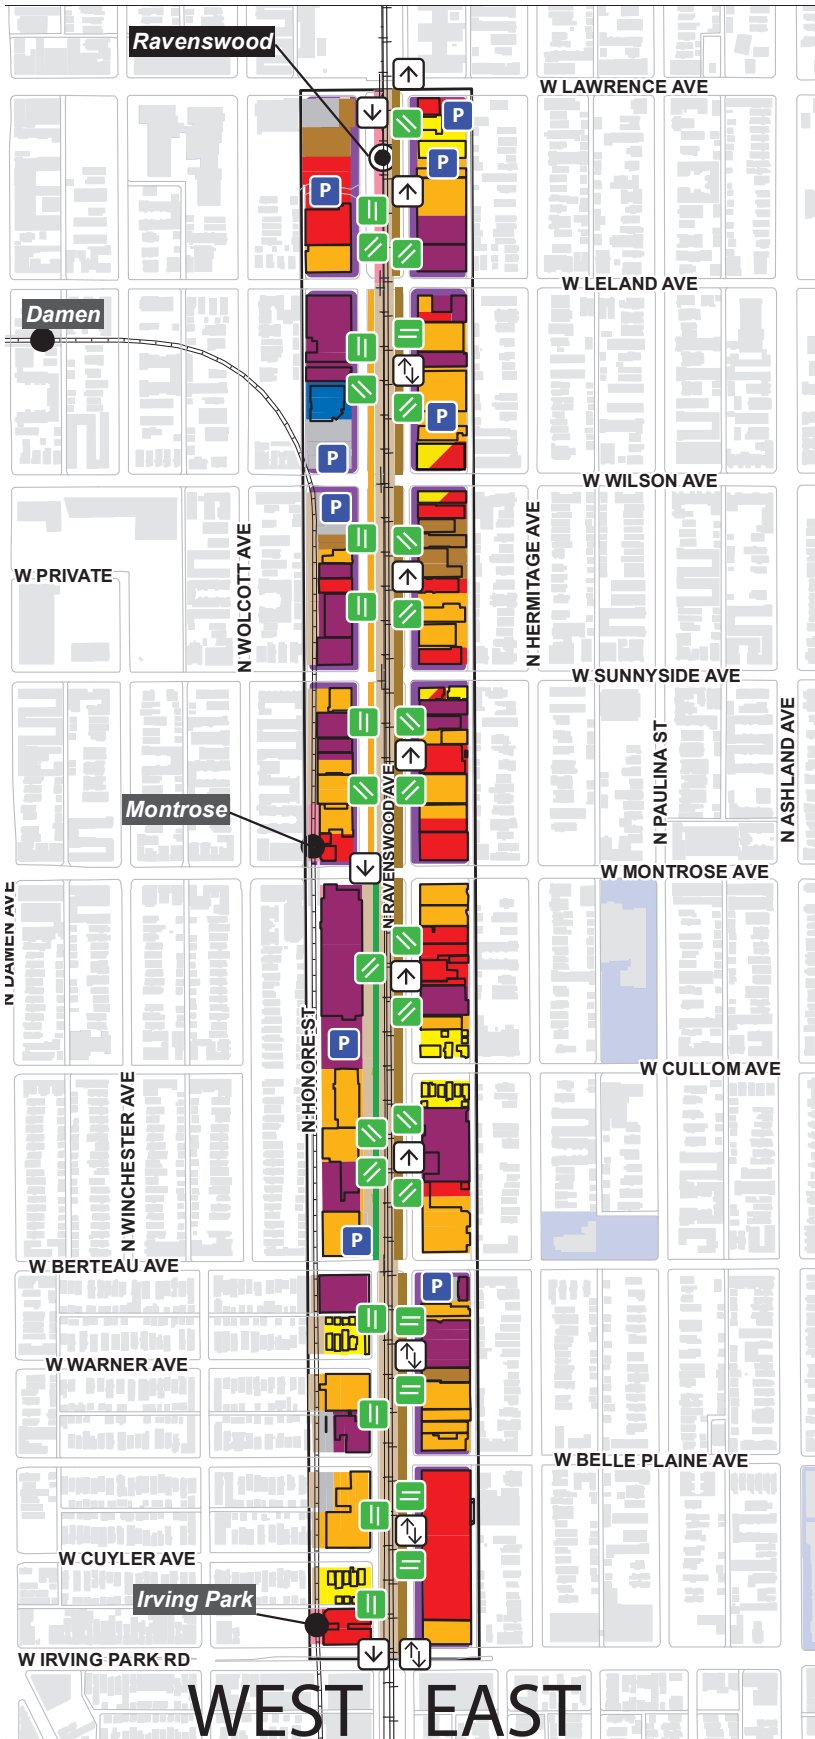 Ravenswood
W LAWRENCE AVE
P
P
P
W LELAND AVE
Damen
P
P
W WILSON AVE
P
N WOLCOTT AVE
N HERMITAGE AVE
W PRIVATE
W SUNNYSIDE AVE
N PAULINA ST
N ASHLAND AVE
N RAVENSWOOD AVE
Montrose
W MONTROSE AVE
N DAMEN AVE
N HONORE ST
P
W CULLOM AVE
N WINCHESTER AVE
P
W BERTEAU AVE
P
W WARNER AVE
W BELLE PLAINE AVE
W CUYLER AVE
Irving Park
W IRVING PARK RD
WEST EAST